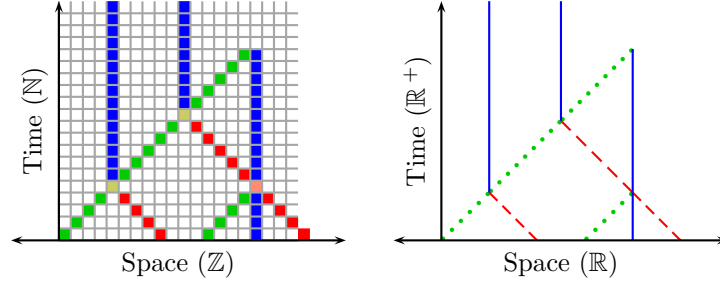 Time (ℕ)
Space (ℤ)
Time (ℝ⁺)
Space (ℝ)